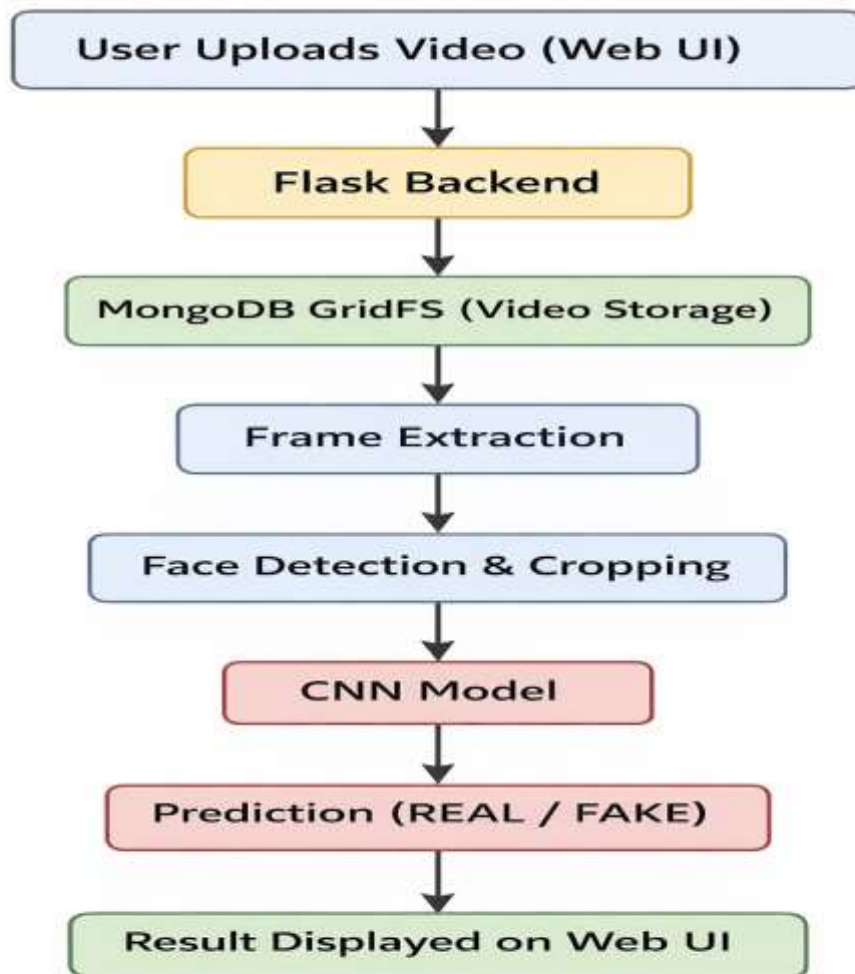 User Uploads Video (Web UI)
Flask Backend
MongoDB GridFS (Video Storage)
Frame Extraction
Face Detection & Cropping
CNN Model
Prediction (REAL / FAKE)
Result Displayed on Web UI